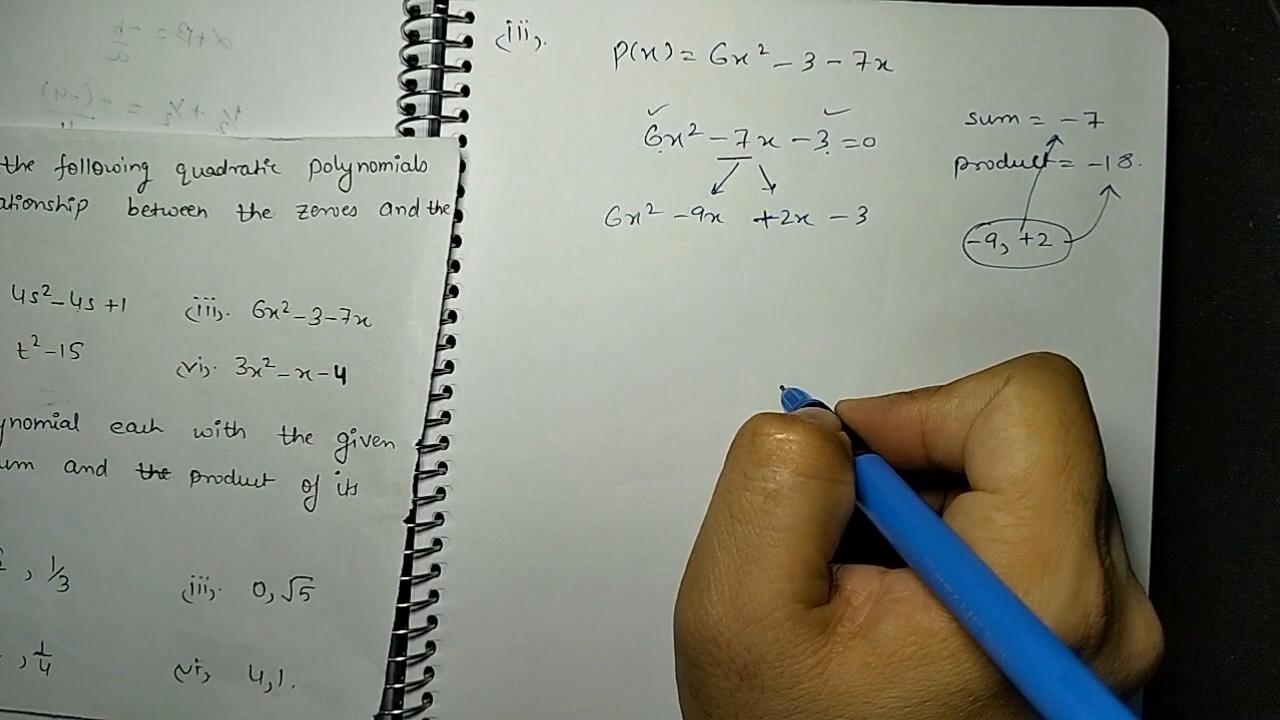 the following quadratic polynomials
between the zeroes and the
4s²-4s+1 (iii). 6x²-3-7x
t²-15 (vi). 3x²-x-4
each with the given
and the product of its
, 1/3 (iii). 0, √5
, 1/4 (vi), 4,1.
(iii).
P(x) = 6x² - 3 - 7x
6x² - 7x - 3 = 0
6x² - 9x + 2x - 3
sum = -7
product = -18.
-9, +2